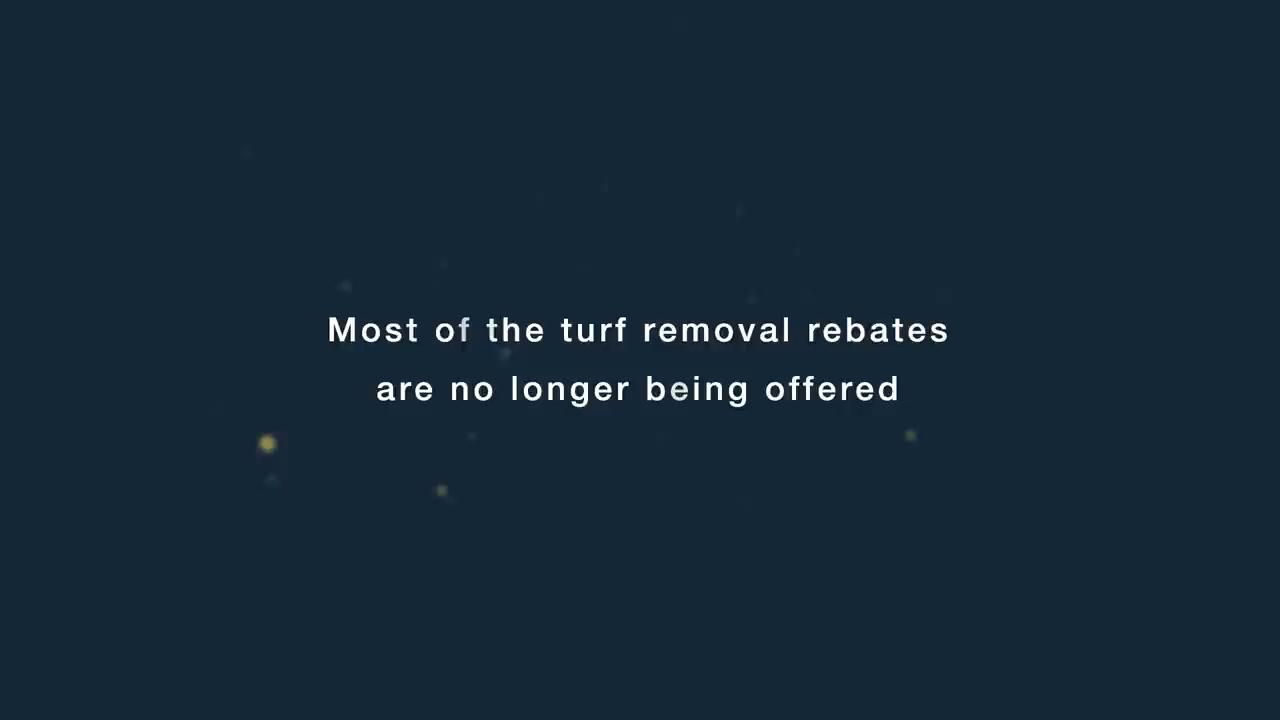 Most of the turf removal rebates
are no longer being offered